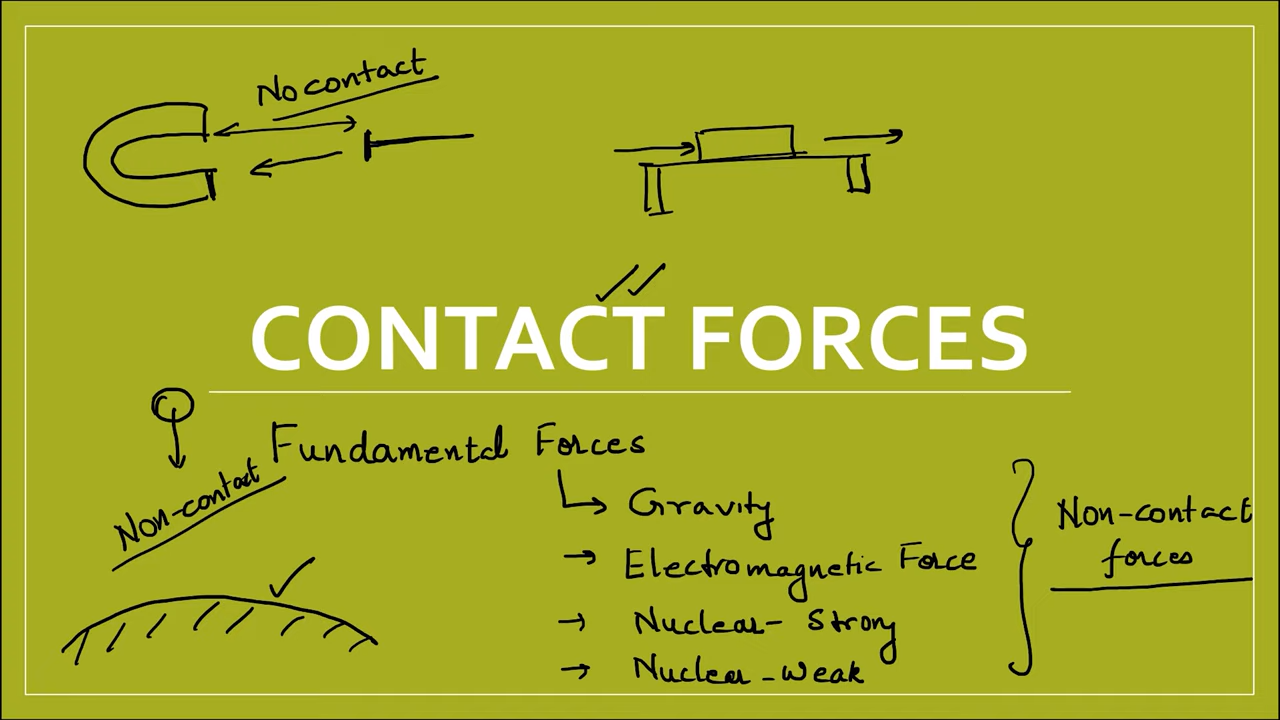 No contact
CONTACT FORCES
Fundamental Forces
Non-contact
Gravity
Electromagnetic Force
Nuclear- Strong
Nuclear-weak
Non-contact
forces